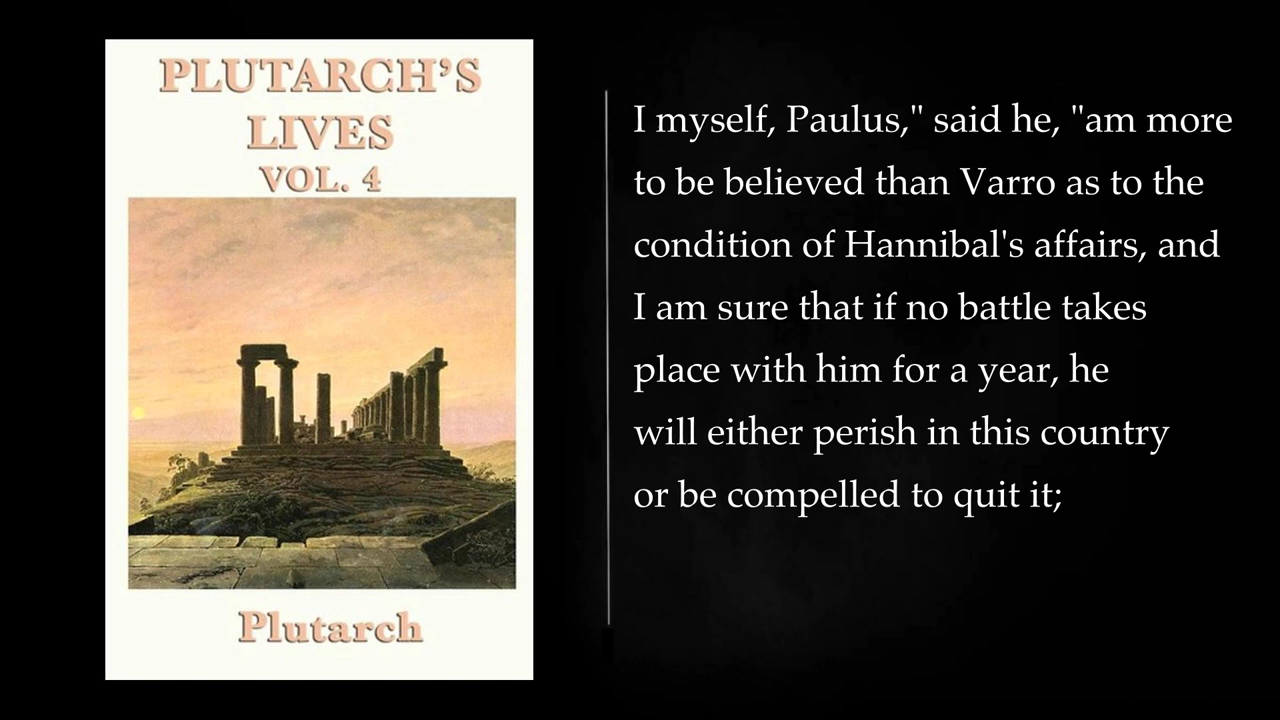 PLUTARCH'S
LIVES
VOL. 4
Plutarch
I myself, Paulus," said he, "am more
to be believed than Varro as to the
condition of Hannibal's affairs, and
I am sure that if no battle takes
place with him for a year, he
will either perish in this country
or be compelled to quit it;